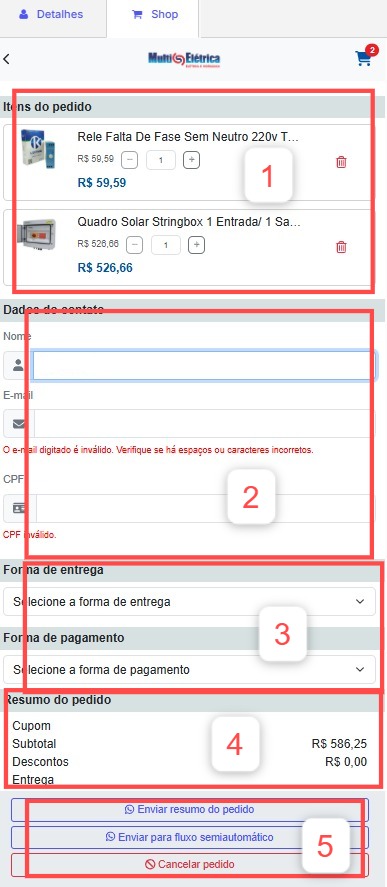 Detalhes
Shop
Multi Elétrica
2
Itens do pedido
Rele Falta De Fase Sem Neutro 220v T...
R$ 59,59 − 1 +
R$ 59,59
1
Quadro Solar Stringbox 1 Entrada/ 1 Sa...
R$ 526,66 − 1 +
R$ 526,66
Dados do contato
Nome
E-mail
O e-mail digitado é inválido. Verifique se há espaços ou caracteres incorretos.
CPF
2
CPF inválido.
Forma de entrega
Selecione a forma de entrega
3
Forma de pagamento
Selecione a forma de pagamento
Resumo do pedido
Cupom
Subtotal R$ 586,25
4
Descontos R$ 0,00
Entrega
Enviar resumo do pedido
Enviar para fluxo semiautomático
5
Cancelar pedido